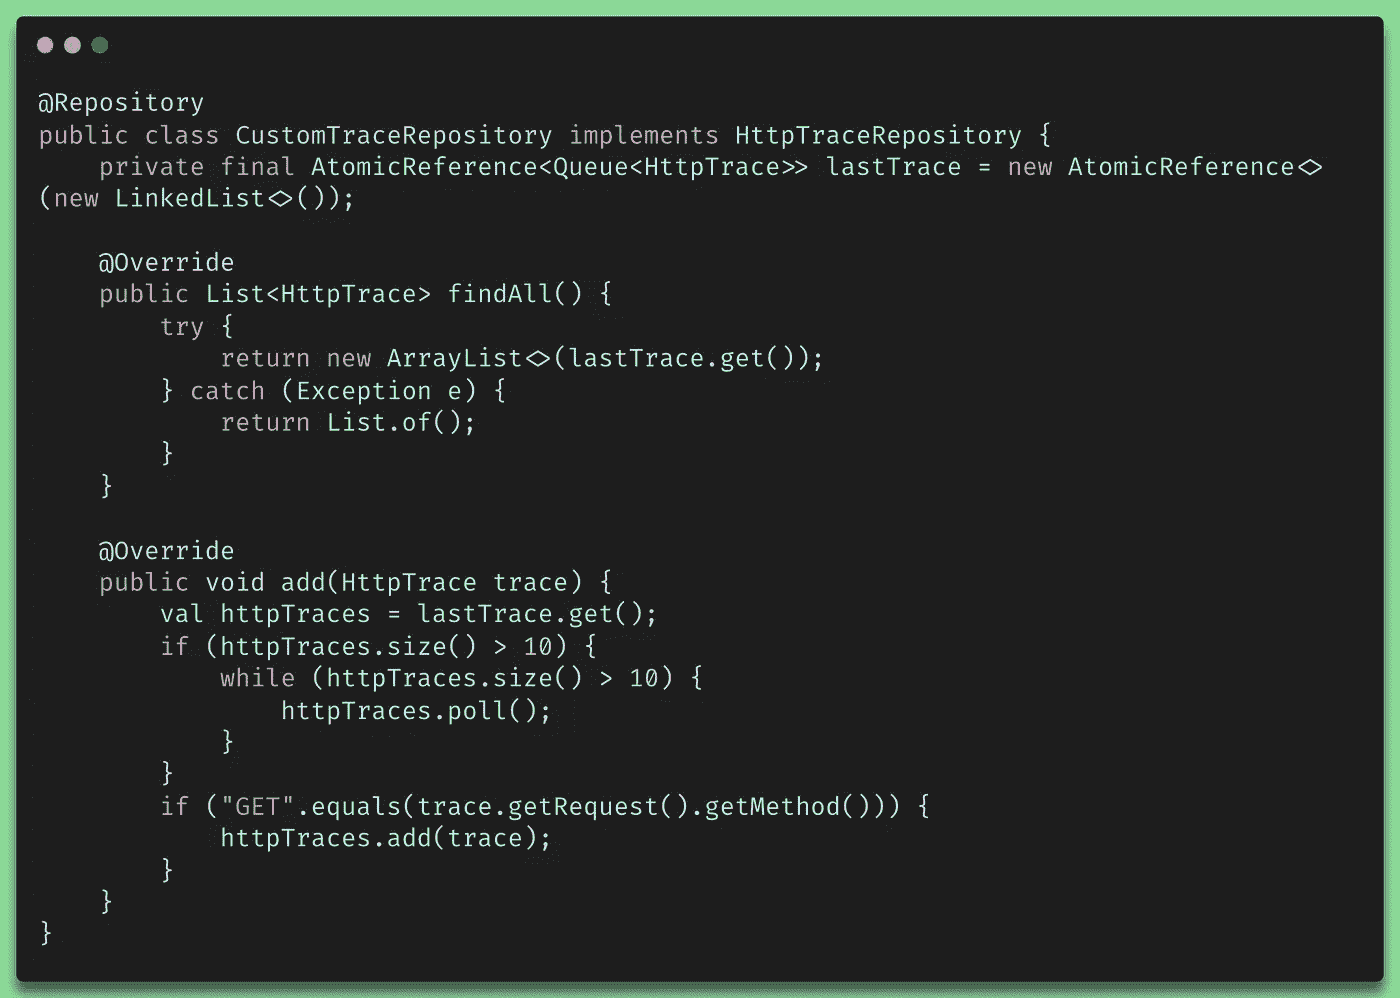 @Repository
public class CustomTraceRepository implements HttpTraceRepository {
    private final AtomicReference<Queue<HttpTrace>> lastTrace = new AtomicReference<>
(new LinkedList<>());

    @Override
    public List<HttpTrace> findAll() {
        try {
            return new ArrayList<>(lastTrace.get());
        } catch (Exception e) {
            return List.of();
        }
    }

    @Override
    public void add(HttpTrace trace) {
        val httpTraces = lastTrace.get();
        if (httpTraces.size() > 10) {
            while (httpTraces.size() > 10) {
                httpTraces.poll();
            }
        }
        if ("GET".equals(trace.getRequest().getMethod())) {
            httpTraces.add(trace);
        }
    }
}